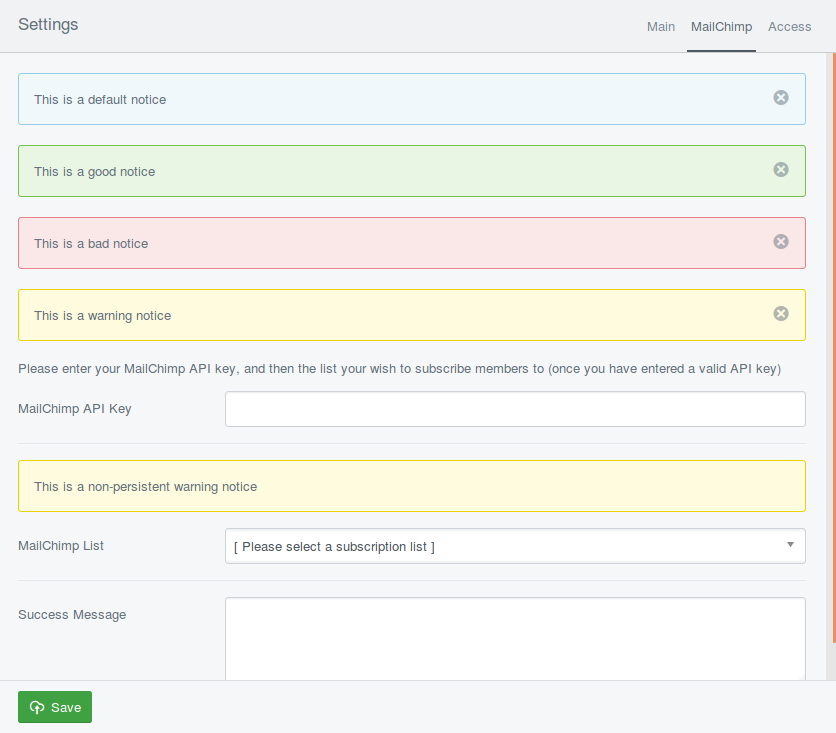 Settings
Main MailChimp Access
This is a default notice
This is a good notice
This is a bad notice
This is a warning notice
Please enter your MailChimp API key, and then the list your wish to subscribe members to (once you have entered a valid API key)
MailChimp API Key
This is a non-persistent warning notice
MailChimp List
[ Please select a subscription list ]
Success Message
Save